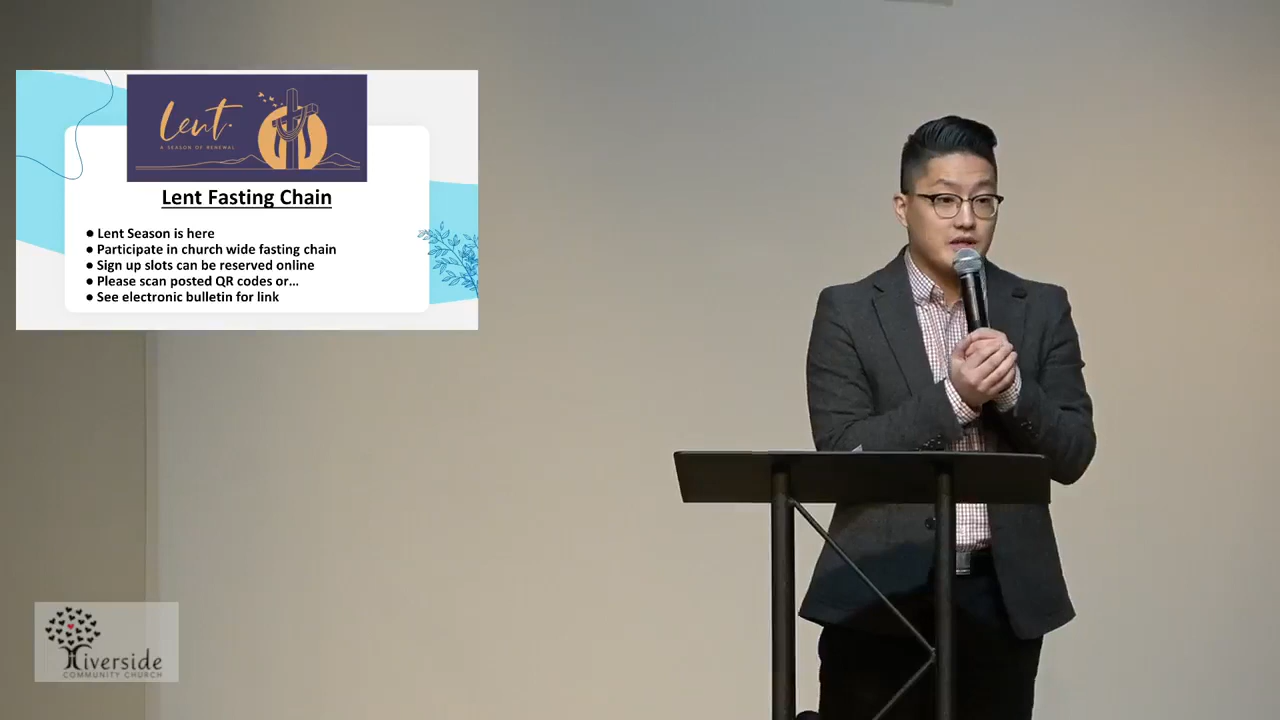 Lent.
A SEASON OF RENEWAL
Lent Fasting Chain
● Lent Season is here
● Participate in church wide fasting chain
● Sign up slots can be reserved online
● Please scan posted QR codes or...
● See electronic bulletin for link
Riverside
COMMUNITY CHURCH